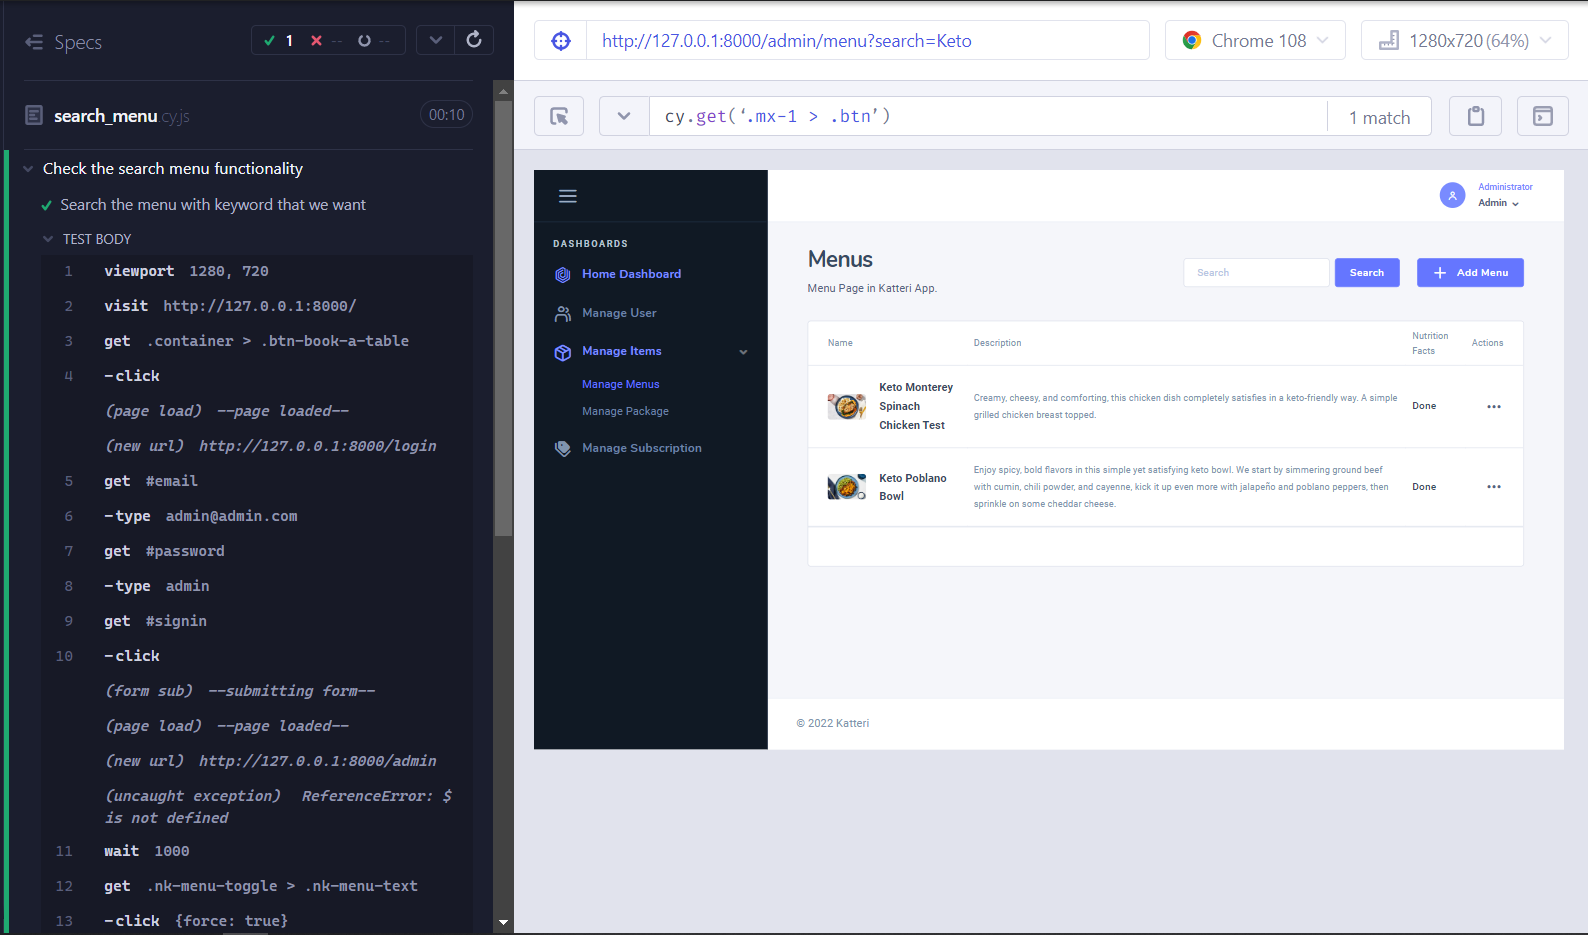 Specs
1
--
--
search_menu.cy.js
00:10
Check the search menu functionality
Search the menu with keyword that we want
TEST BODY
1 viewport 1280, 720
2 visit http://127.0.0.1:8000/
3 get .container > .btn-book-a-table
4 -click
(page load) --page loaded--
(new url) http://127.0.0.1:8000/login
5 get #email
6 -type admin@admin.com
7 get #password
8 -type admin
9 get #signin
10 -click
(form sub) --submitting form--
(page load) --page loaded--
(new url) http://127.0.0.1:8000/admin
(uncaught exception) ReferenceError: $
is not defined
11 wait 1000
12 get .nk-menu-toggle > .nk-menu-text
13 -click {force: true}
http://127.0.0.1:8000/admin/menu?search=Keto
Chrome 108
1280x720 (64%)
cy.get(‘.mx-1 > .btn’)
1 match
DASHBOARDS
Home Dashboard
Manage User
Manage Items
Manage Menus
Manage Package
Manage Subscription
Administrator
Admin
Menus
Menu Page in Katteri App.
Search
Search
Add Menu
Name
Description
Nutrition
Facts
Actions
Keto Monterey
Spinach
Chicken Test
Creamy, cheesy, and comforting, this chicken dish completely satisfies in a keto-friendly way. A simple
grilled chicken breast topped.
Done
Keto Poblano
Bowl
Enjoy spicy, bold flavors in this simple yet satisfying keto bowl. We start by simmering ground beef
with cumin, chili powder, and cayenne, kick it up even more with jalapeño and poblano peppers, then
sprinkle on some cheddar cheese.
Done
© 2022 Katteri